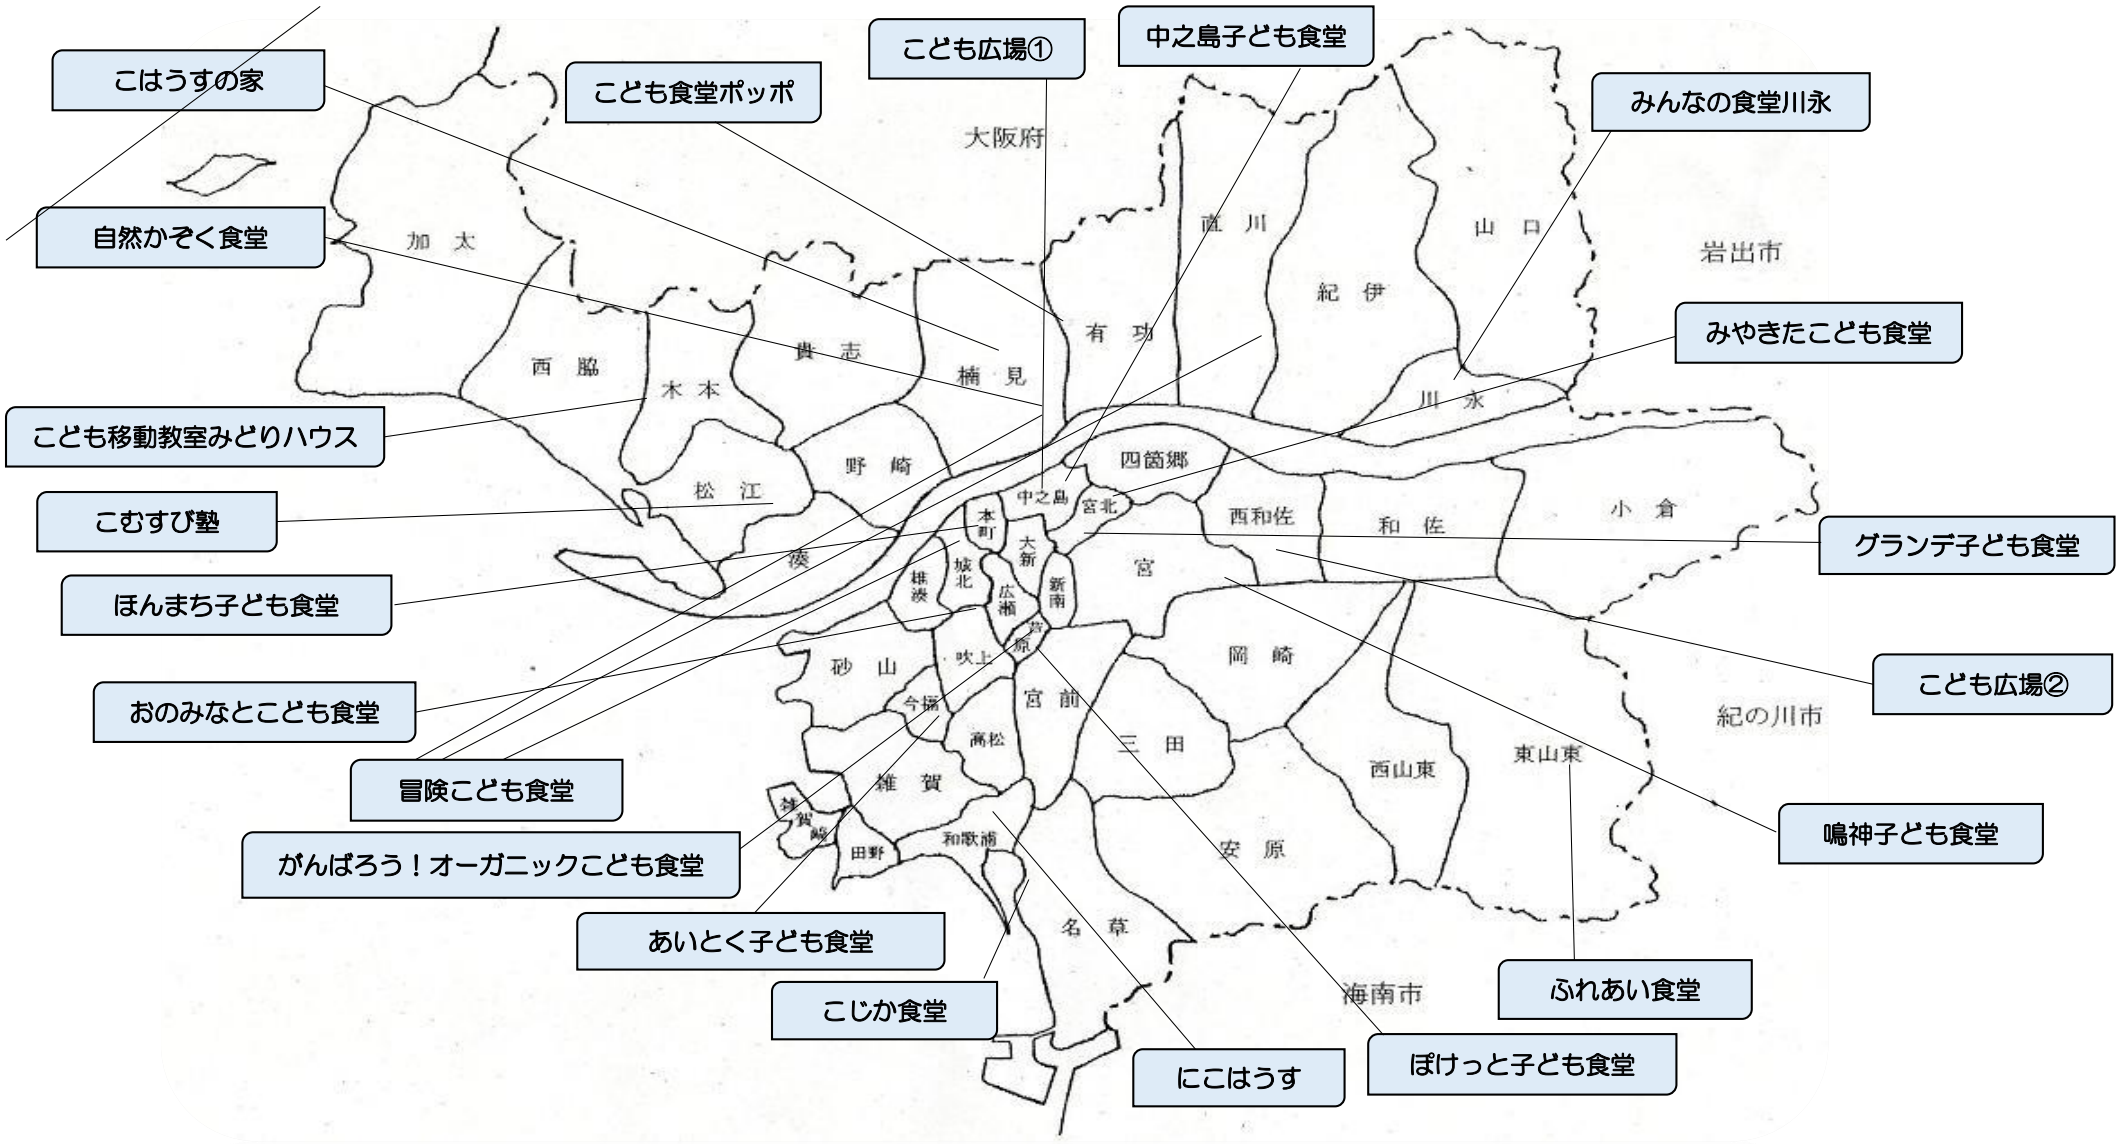 こども広場①
中之島子ども食堂
こはうすの家
こども食堂ポッポ
みんなの食堂川永
大阪府
自然かぞく食堂
加 太
直 川
山 口
岩出市
紀 伊
みやきたこども食堂
有 功
貴 志
西 脇
木 本
楠 見
川 永
こども移動教室みどりハウス
野 崎
四箇郷
松 江
中之島
宮北
小 倉
こむすび塾
本町
西和佐
和 佐
グランデ子ども食堂
湊
大新
宮
城北
雄湊
広瀬
新南
ほんまち子ども食堂
芦原
砂 山
吹上
岡 崎
こども広場②
おのみなとこども食堂
今福
宮 前
紀の川市
高松
三 田
東山東
西山東
冒険こども食堂
雑 賀
雑賀崎
鳴神子ども食堂
和歌浦
田野
安 原
がんばろう！オーガニックこども食堂
名 草
あいとく子ども食堂
海南市
ふれあい食堂
こじか食堂
にこはうす
ぽけっと子ども食堂